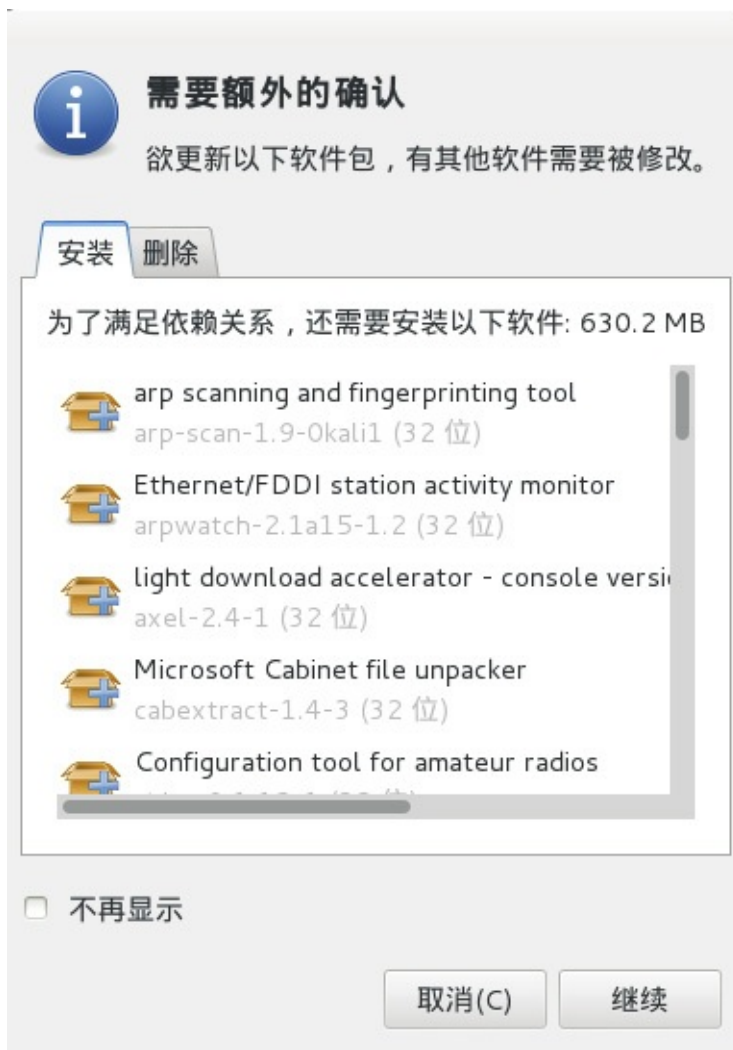 需要额外的确认
欲更新以下软件包，有其他软件需要被修改。
安装 删除
为了满足依赖关系，还需要安装以下软件: 630.2 MB
arp scanning and fingerprinting tool
arp-scan-1.9-0kali1 (32 位)
Ethernet/FDDI station activity monitor
arpwatch-2.1a15-1.2 (32 位)
light download accelerator - console
axel-2.4-1 (32 位)
Microsoft Cabinet file unpacker
cabextract-1.4-3 (32 位)
Configuration tool for amateur radios
不再显示
取消(C) 继续